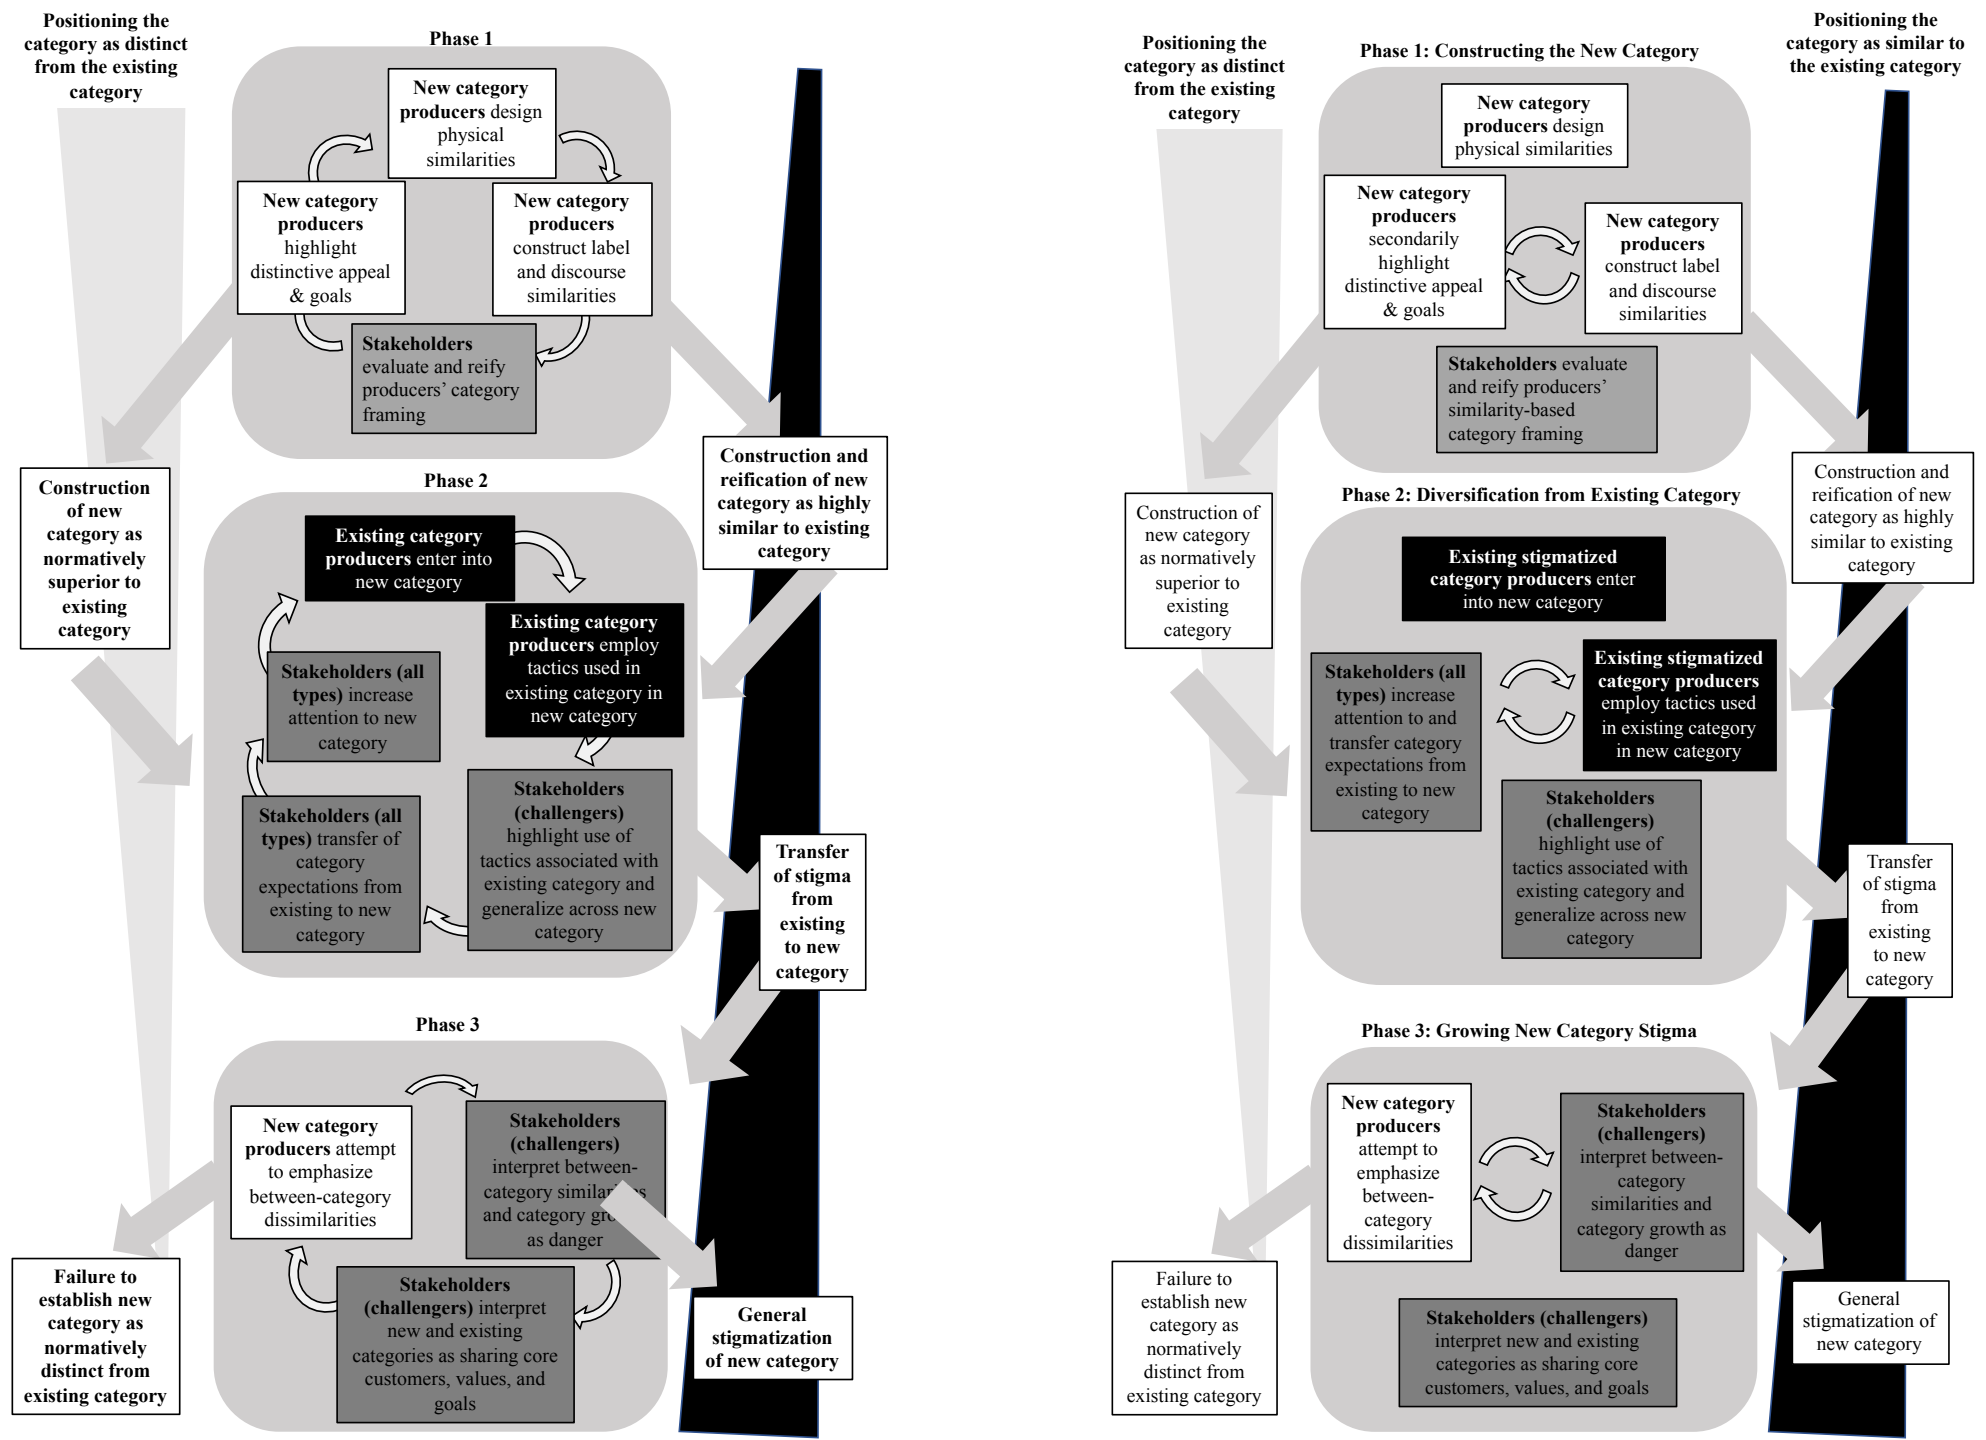 Positioning the
category as distinct
from the existing
category
Phase 1
New category
producers design
physical
similarities
New category
producers
highlight
distinctive appeal
& goals
New category
producers
construct label
and discourse
similarities
Stakeholders
evaluate and reify
producers' category
framing
Construction
of new
category as
normatively
superior to
existing
category
Construction and
reification of new
category as highly
similar to existing
category
Phase 2
Existing category
producers enter into
new category
Existing category
producers employ
tactics used in
existing category in
new category
Stakeholders (all
types) increase
attention to new
category
Stakeholders
(challengers)
highlight use of
tactics associated with
existing category and
generalize across new
category
Stakeholders (all
types) transfer of
category
expectations from
existing to new
category
Transfer
of stigma
from
existing
to new
category
Phase 3
New category
producers attempt
to emphasize
between-category
dissimilarities
Stakeholders
(challengers)
interpret between-
category
and category
as danger
Stakeholders
(challengers) interpret
new and existing
categories as sharing core
customers, values, and
goals
Failure to
establish new
category as
normatively
distinct from
existing category
General
stigmatization
of new category
Positioning the
category as distinct
from the existing
category
Phase 1: Constructing the New Category
Positioning the
category as similar to
the existing category
New category
producers design
physical similarities
New category
producers
secondarily
highlight
distinctive appeal
& goals
New category
producers
construct label
and discourse
similarities
Stakeholders evaluate
and reify producers'
similarity-based
category framing
Construction of
new category
as normatively
superior to
existing
category
Construction and
reification of new
category as highly
similar to existing
category
Phase 2: Diversification from Existing Category
Existing stigmatized
category producers enter
into new category
Stakeholders (all
types) increase
attention to and
transfer category
expectations from
existing to new
category
Existing stigmatized
category producers
employ tactics used
in existing category
in new category
Stakeholders
(challengers)
highlight use of
tactics associated with
existing category and
generalize across new
category
Transfer
of stigma
from
existing
to new
category
Phase 3: Growing New Category Stigma
New category
producers
attempt to
emphasize
between-
category
dissimilarities
Stakeholders
(challengers)
interpret between-
category
similarities and
category growth as
danger
Stakeholders (challengers)
interpret new and existing
categories as sharing core
customers, values, and goals
Failure to
establish new
category as
normatively
distinct from
existing category
General
stigmatization of
new category